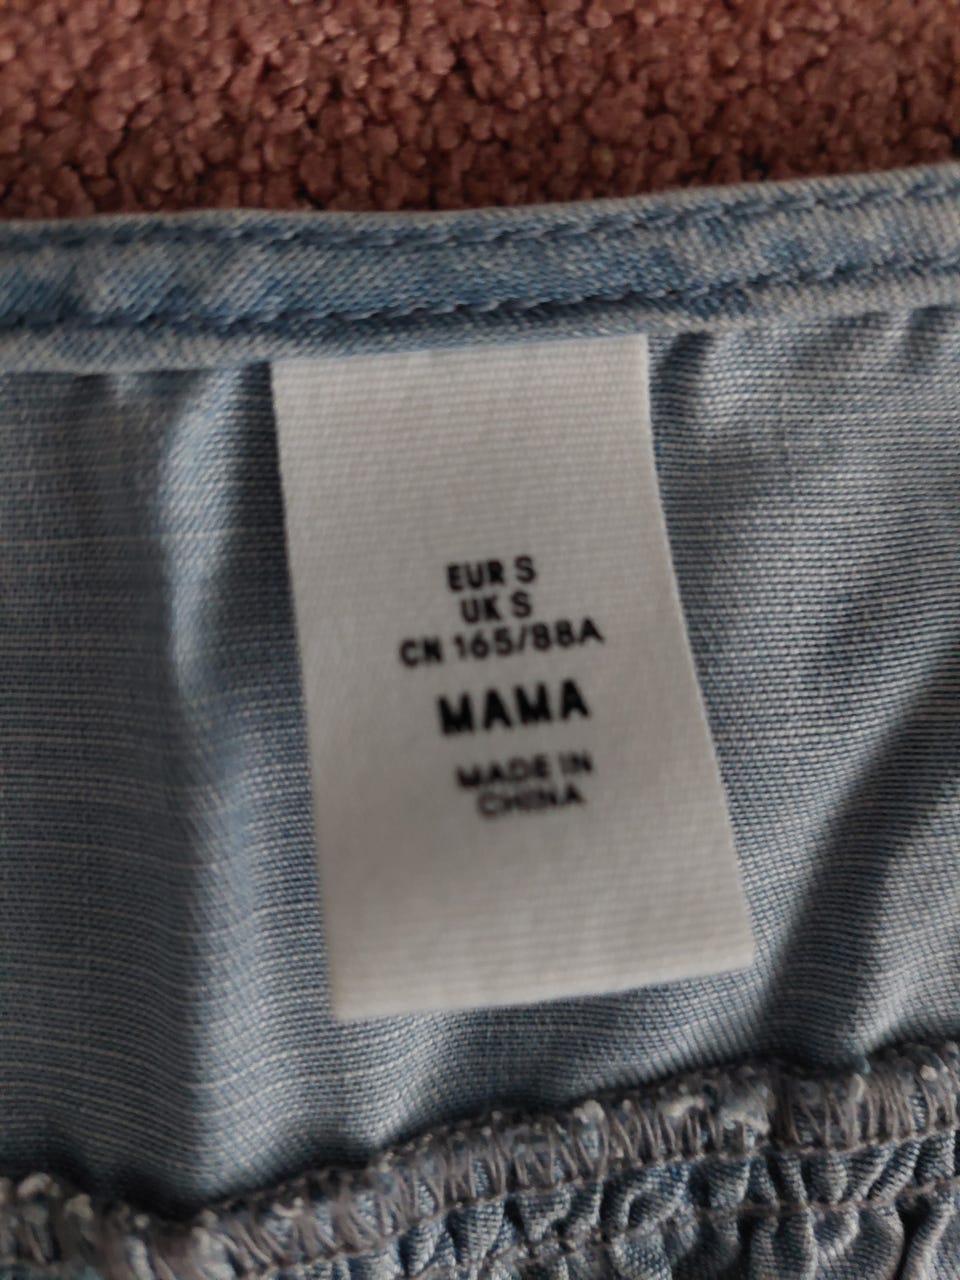 EUR S
UK S
CN 165/88A
MAMA
MADE IN
CHINA